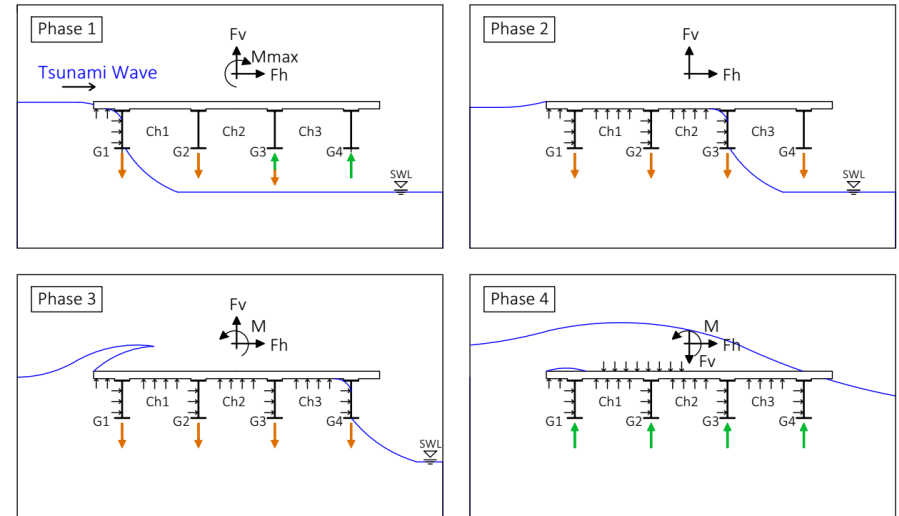 Phase 1
Fv
Mmax
Fh
Tsunami Wave
Ch1 Ch2 Ch3
G1 G2 G3 G4
SWL
Phase 2
Fv
Fh
Ch1 Ch2 Ch3
G1 G2 G3 G4
SWL
Phase 3
Fv
M
Fh
Ch1 Ch2 Ch3
G1 G2 G3 G4
SWL
Phase 4
M
Fh
Fv
Ch1 Ch2 Ch3
G1 G2 G3 G4